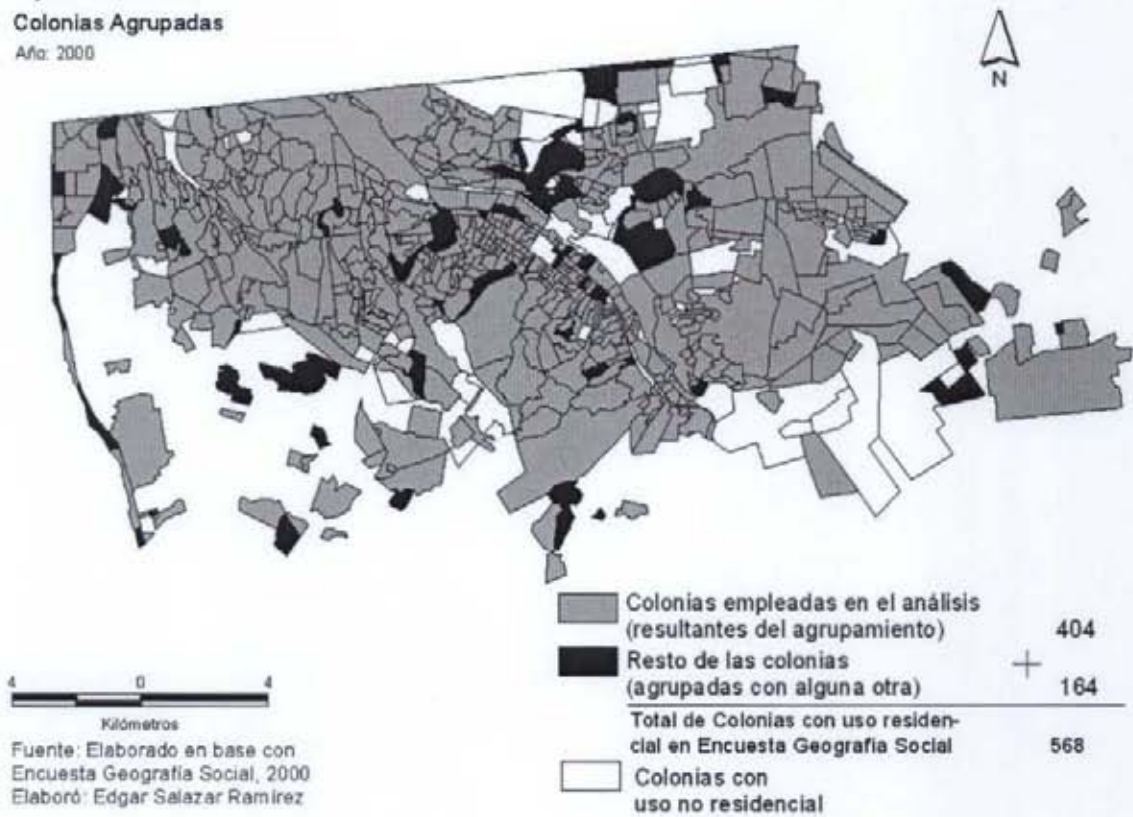 Colonias Agrupadas
Año: 2000
N
Colonias empleadas en el análisis
(resultantes del agrupamiento) 404
Resto de las colonias +
(agrupadas con alguna otra) 164
Total de Colonias con uso residen-
cial en Encuesta Geografía Social 568
Colonias con
uso no residencial
4 0 4
Kilómetros
Fuente: Elaborado en base con
Encuesta Geografía Social, 2000
Elaboró: Edgar Salazar Ramírez